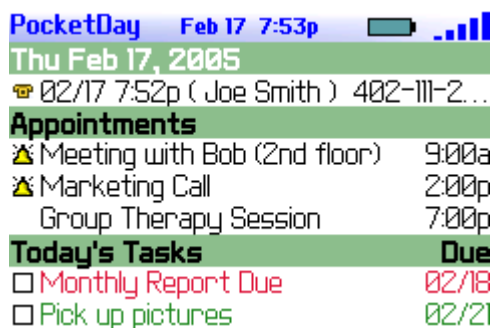 PocketDay Feb 17 7:53p
Thu Feb 17, 2005
02/17 7:52p ( Joe Smith ) 402-111-2...
Appointments
Meeting with Bob (2nd floor) 9:00a
Marketing Call 2:00p
Group Therapy Session 7:00p
Today's Tasks Due
Monthly Report Due 02/18
Pick up pictures 02/21